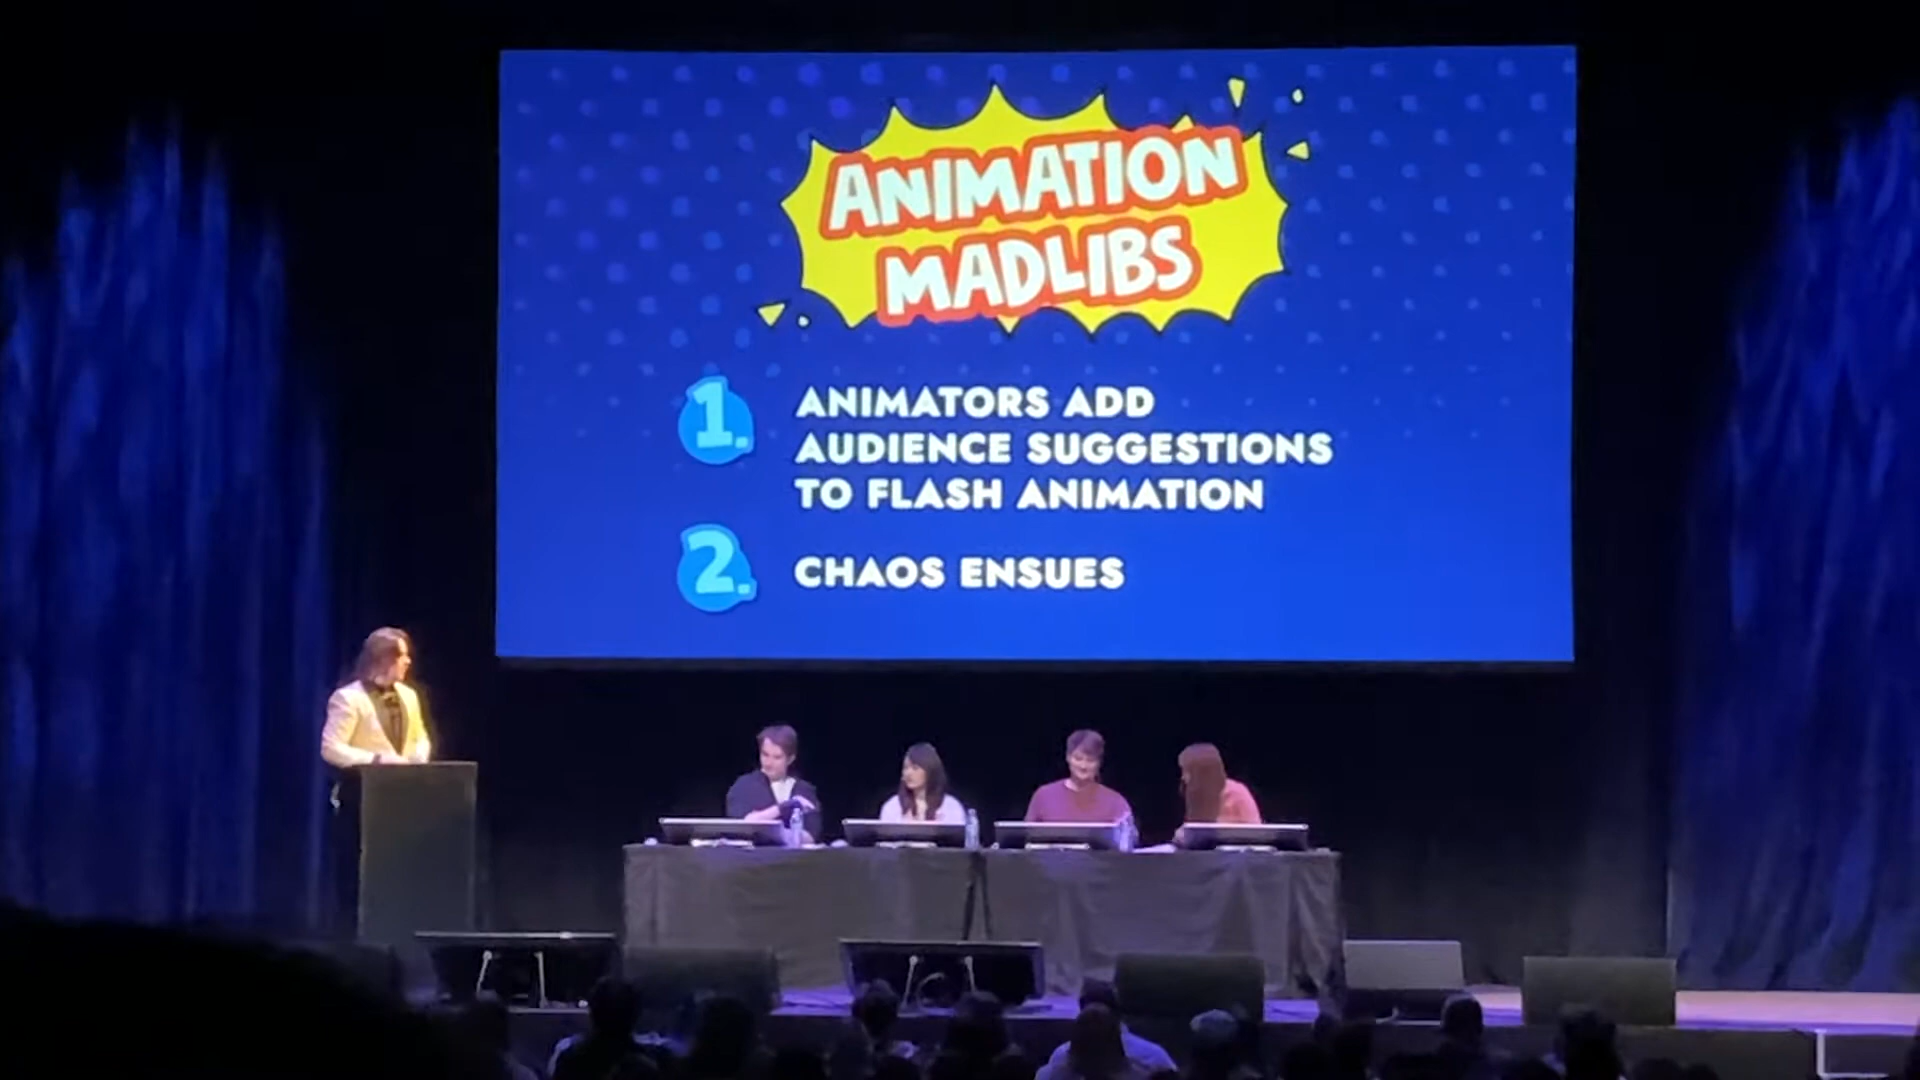 ANIMATION
MADLIBS
1.
ANIMATORS ADD
AUDIENCE SUGGESTIONS
TO FLASH ANIMATION
2.
CHAOS ENSUES